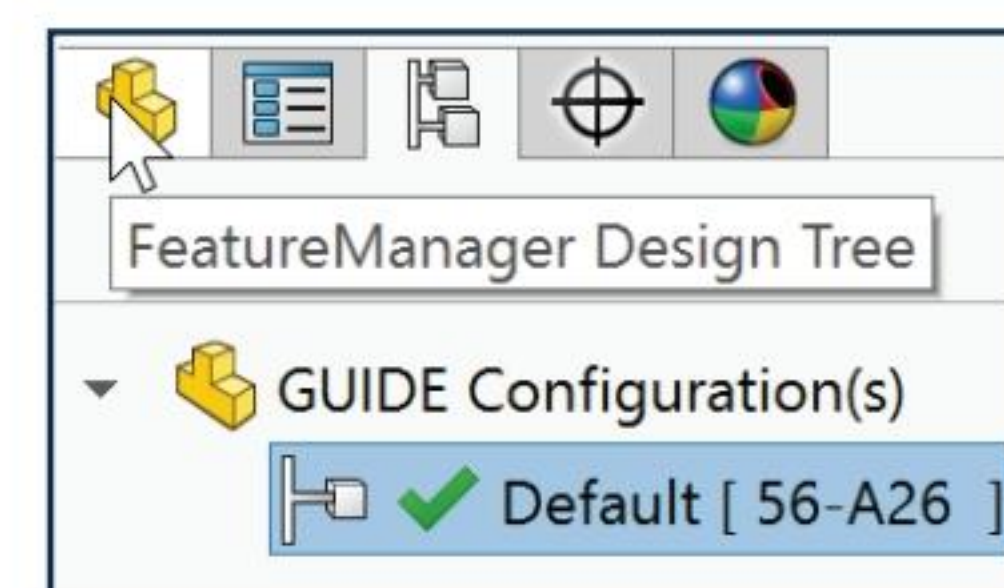 FeatureManager Design Tree
GUIDE Configuration(s)
Default [ 56-A26 ]